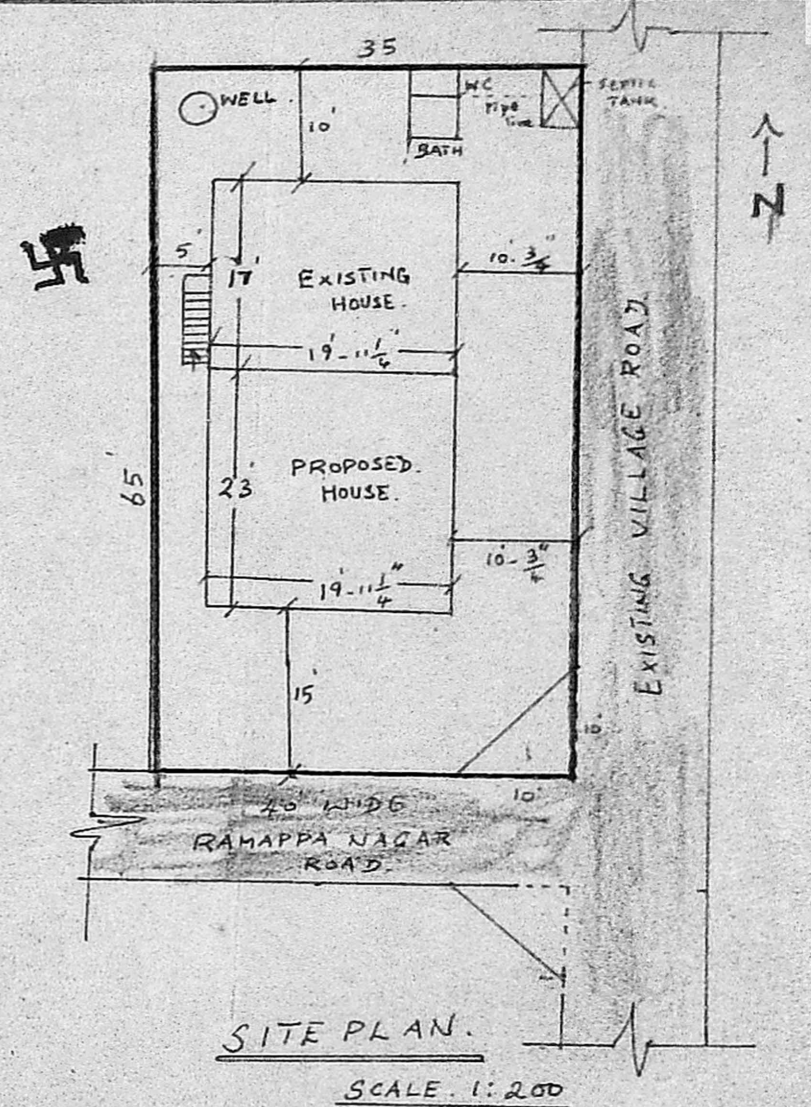 35
WELL.
WC
SEPTIC
TANK.
Pipe
line
10'
BATH
5'
17'
EXISTING
HOUSE.
10'. 3/4"
19'-11 1/4"
65'
23'
PROPOSED.
HOUSE.
10'- 3/4"
19'-11 1/4"
EXISTING VILLAGE ROAD
15'
10'
10'
40' WIDE
RAMAPPA NAGAR
ROAD.
N
SITE PLAN.
SCALE. 1:200